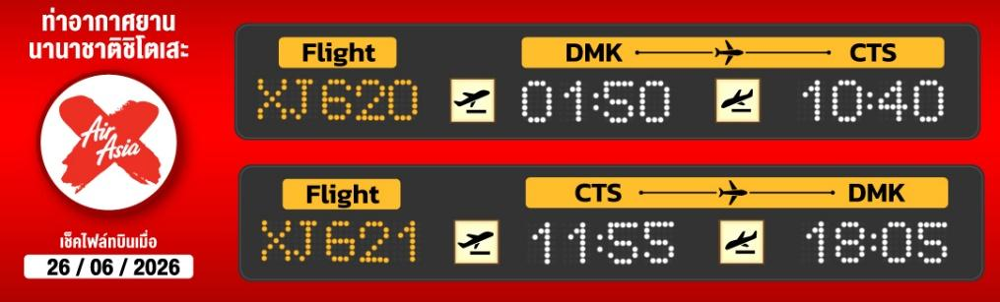 ท่าอากาศยาน
นานาชาติชิโตเสะ
Air
Asia
X
เช็คไฟล์ทบินเมื่อ
26 / 06 / 2026
Flight
DMK CTS
XJ620 01:50 10:40
Flight
CTS DMK
XJ621 11:55 18:05